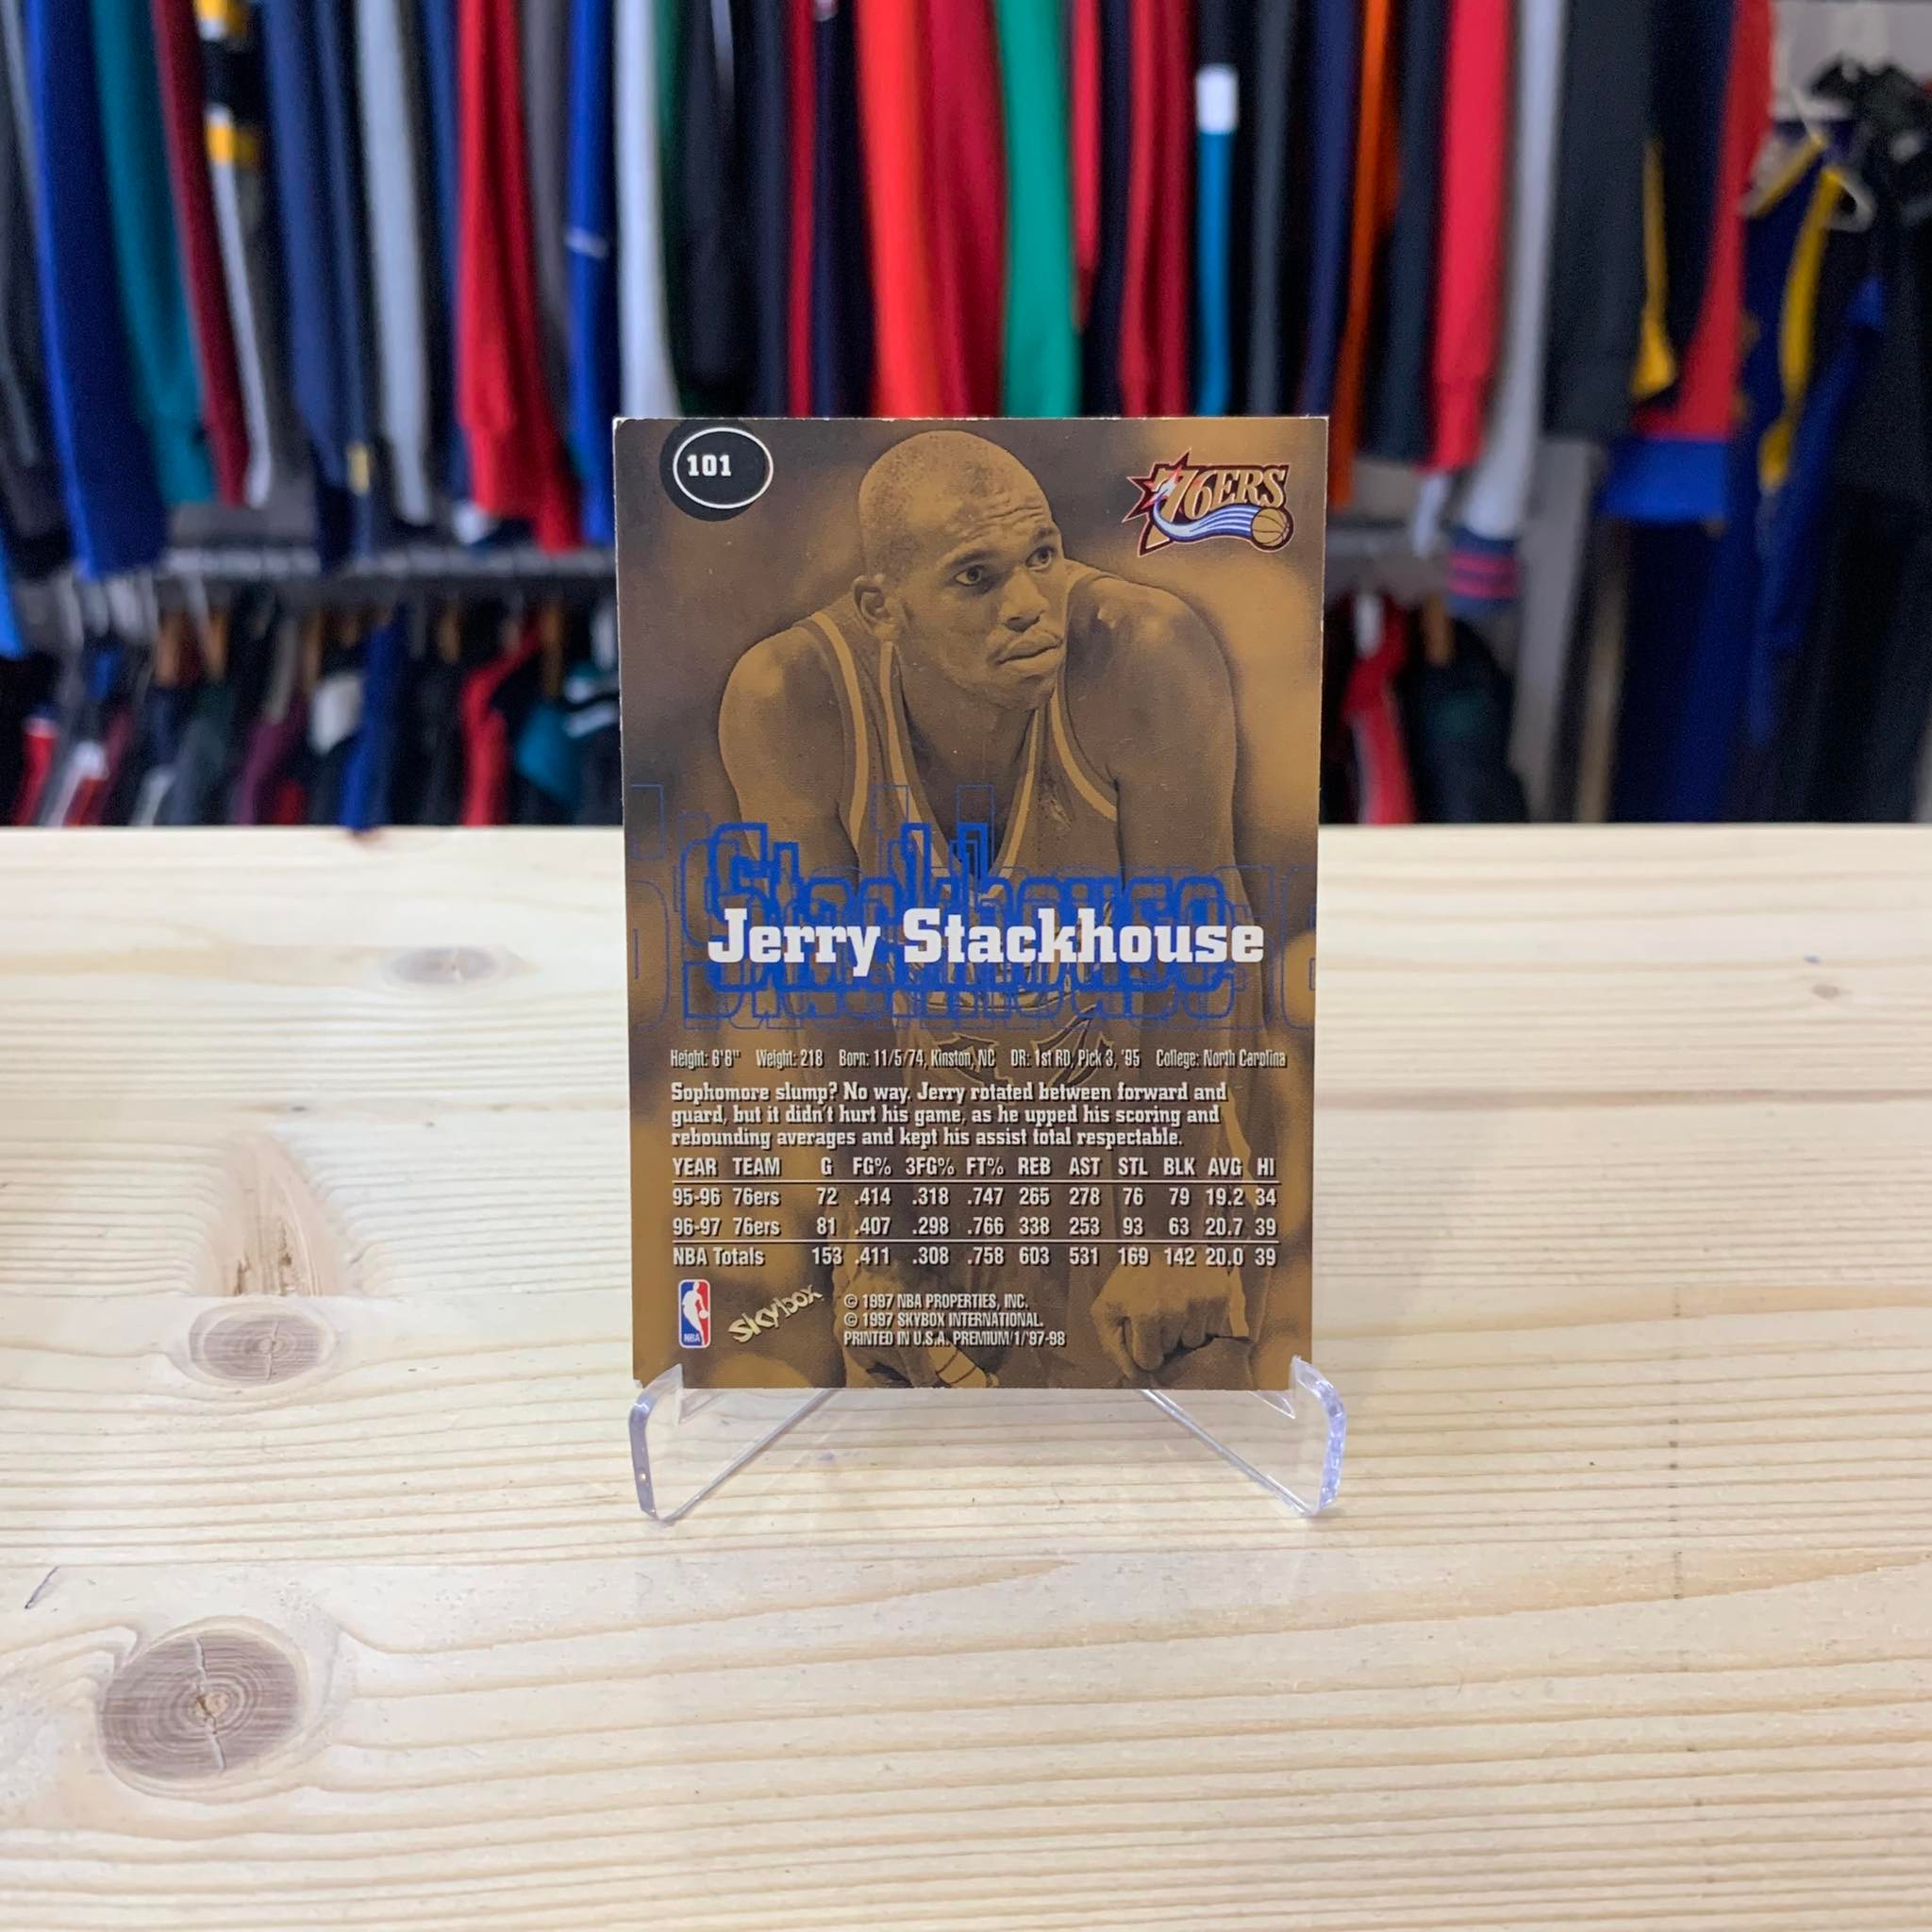 101
76ERS
Jerry Stackhouse
Height: 6'6" Weight: 218 Born: 11/5/74, Kinston, NC DR: 1st RD, Pick 3, '95 College: North Carolina
Sophomore slump? No way. Jerry rotated between forward and
guard, but it didn't hurt his game, as he upped his scoring and
rebounding averages and kept his assist total respectable.
YEAR TEAM G FG% 3FG% FT% REB AST STL BLK AVG HI
95-96 76ers 72 .414 .318 .747 265 278 76 79 19.2 34
96-97 76ers 81 .407 .298 .766 338 253 93 63 20.7 39
NBA Totals 153 .411 .308 .758 603 531 169 142 20.0 39
NBA
Skybox
© 1997 NBA PROPERTIES, INC.
© 1997 SKYBOX INTERNATIONAL.
PRINTED IN U.S.A. PREMIUM/1/'97-98